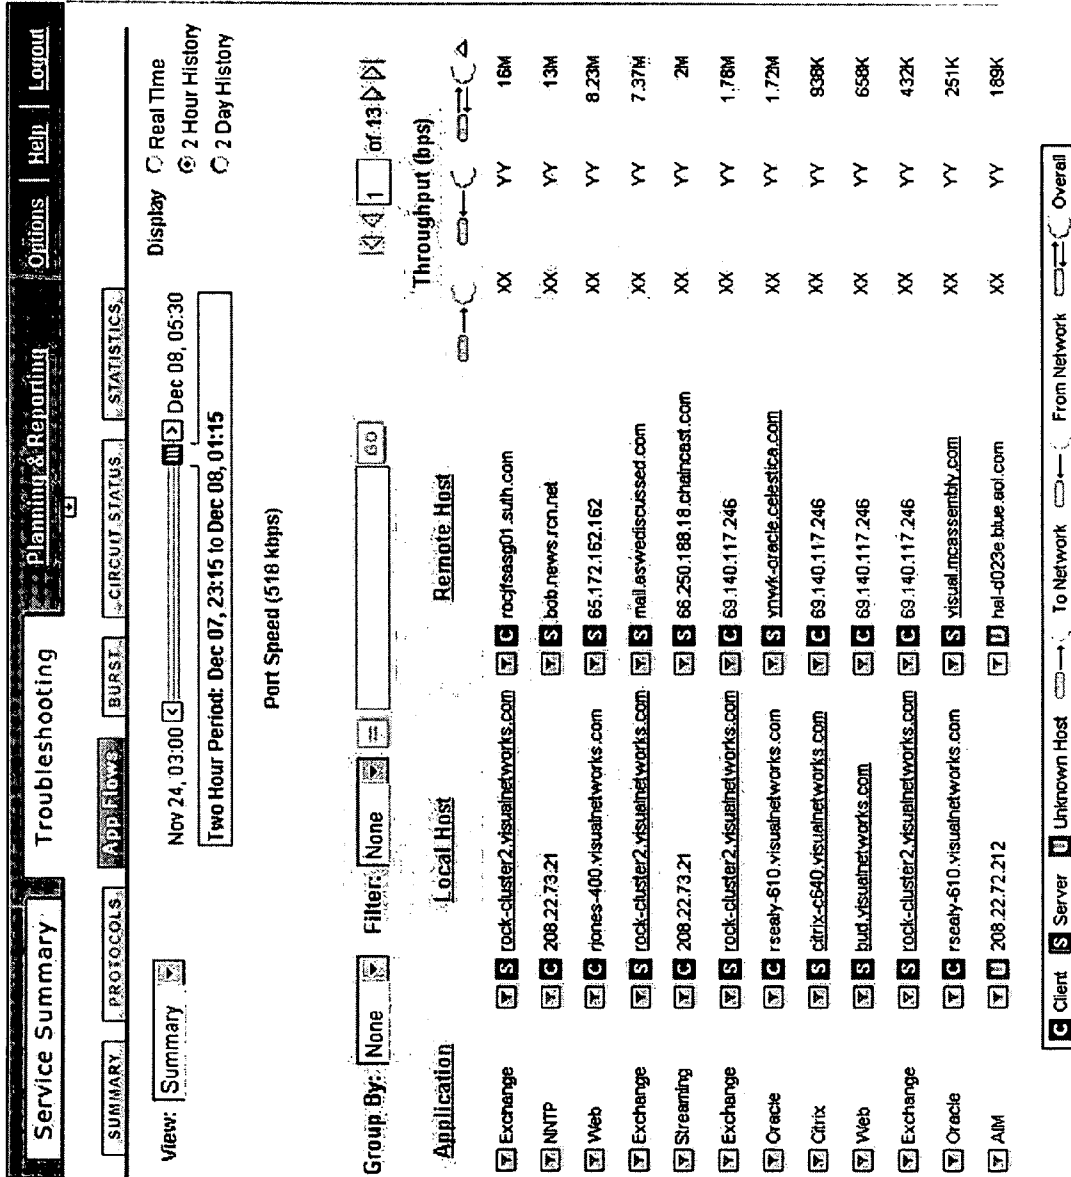 Service Summary Troubleshooting Planning & Reporting Options Help Logout
SUMMARY PROTOCOLS APP FLOWS BURST CIRCUIT STATUS STATISTICS
View: Summary
Nov 24, 03:00 < > Dec 08, 05:30
Two Hour Period: Dec 07, 23:15 to Dec 08, 01:15
Display Real Time
2 Hour History
2 Day History
Port Speed (518 kbps)
Group By: None Filter: None = GO 1 of 13
Throughput (bps)
Application Local Host Remote Host
Exchange S rock-cluster2.visualnetworks.com C rocjfsasg01.suth.com XX YY 16M
NNTP C 208.22.73.21 S bob.news.rcn.net XX YY 13M
Web C rjones-400.visualnetworks.com S 65.172.162.162 XX YY 8.23M
Exchange S rock-cluster2.visualnetworks.com S mail.aswediscussed.com XX YY 7.37M
Streaming C 208.22.73.21 S 66.250.188.18.chaincast.com XX YY 2M
Exchange S rock-cluster2.visualnetworks.com C 69.140.117.246 XX YY 1.78M
Oracle C rsealy-610.visualnetworks.com S vnwk-oracle.celestica.com XX YY 1.72M
Citrix S citrix-c640.visualnetworks.com C 69.140.117.246 XX YY 938K
Web S bud.visualnetworks.com C 69.140.117.246 XX YY 658K
Exchange S rock-cluster2.visualnetworks.com C 69.140.117.246 XX YY 432K
Oracle C rsealy-610.visualnetworks.com S visual.mcassembly.com XX YY 251K
AIM U 208.22.72.212 U hal-d023e.blue.aol.com XX YY 189K
C Client S Server U Unknown Host To Network From Network Overall